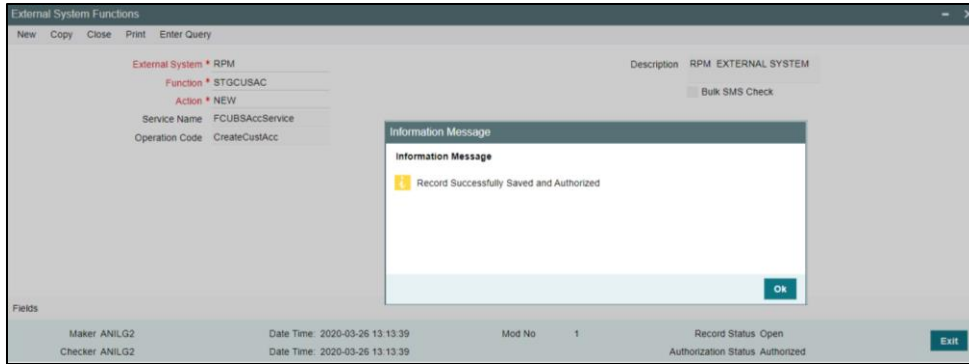 External System Functions
New Copy Close Print Enter Query
External System * RPM
Description RPM EXTERNAL SYSTEM
Function * STGCUSAC
Bulk SMS Check
Action * NEW
Service Name FCUBSAccService
Operation Code CreateCustAcc
Information Message
Information Message
Record Successfully Saved and Authorized
Ok
Fields
Maker ANILG2 Date Time: 2020-03-26 13:13:39 Mod No 1 Record Status Open
Checker ANILG2 Date Time: 2020-03-26 13:13:39 Authorization Status Authorized
Exit